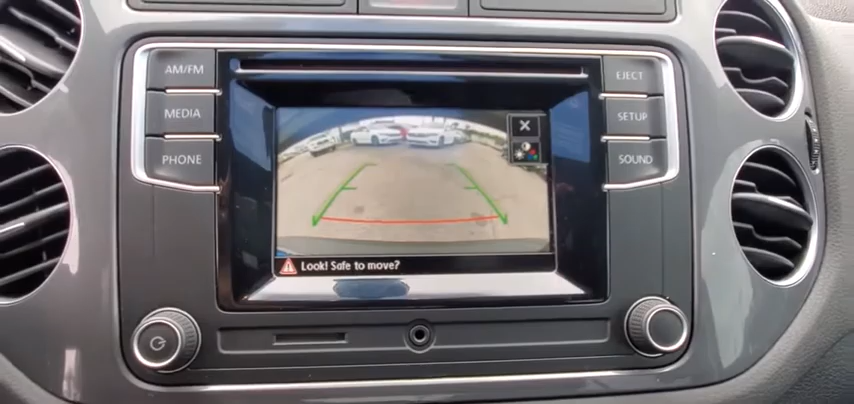 AM/FM
MEDIA
PHONE
EJECT
SETUP
SOUND
Look! Safe to move?